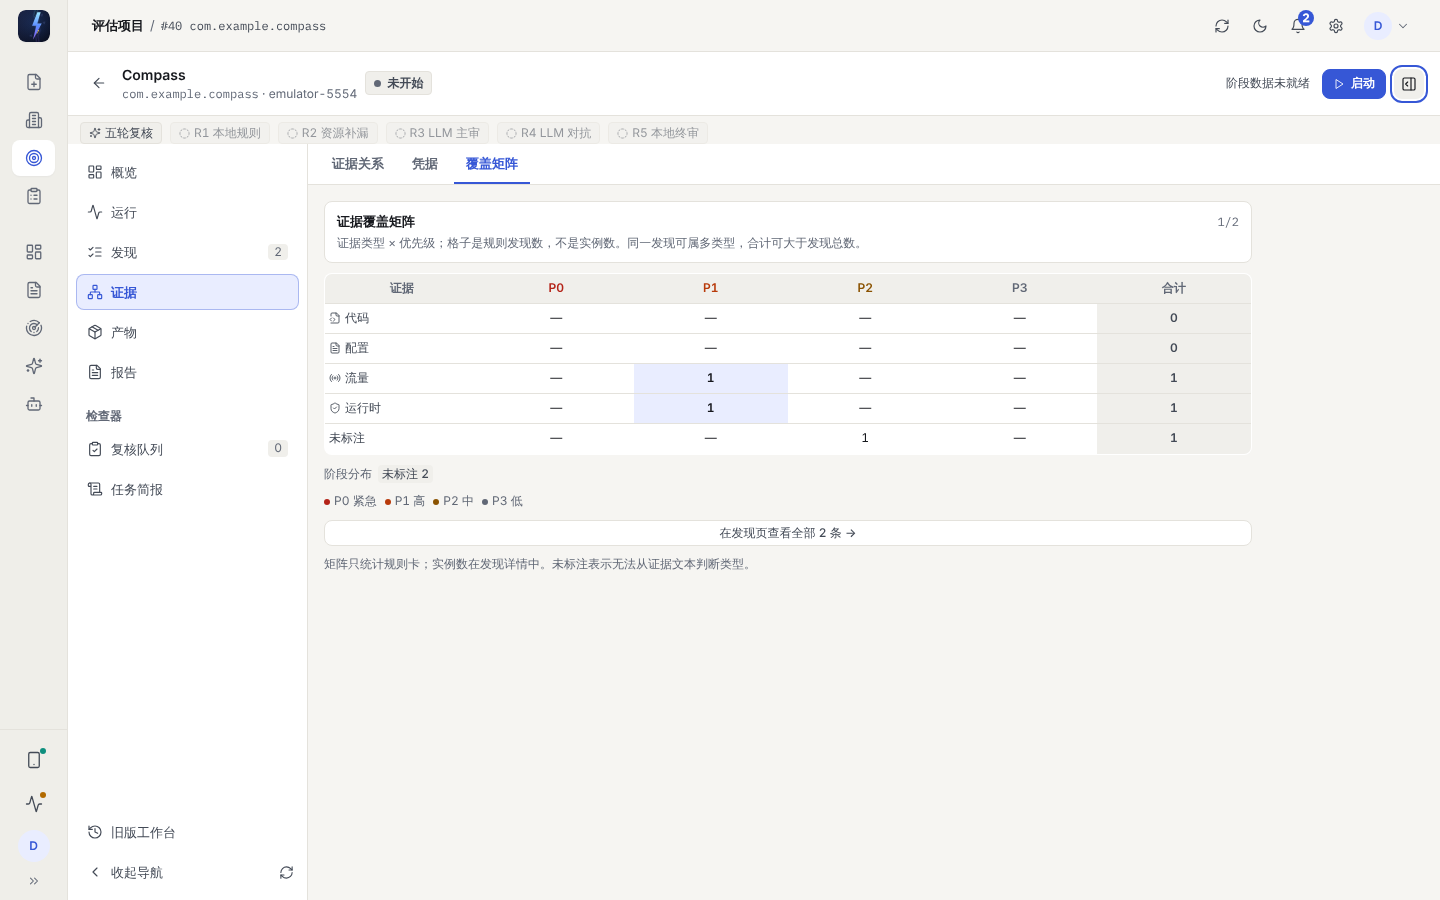 评估项目 / #40 com.example.compass
2
D
Compass
com.example.compass · emulator-5554
未开始
阶段数据未就绪
启动
五轮复核
R1 本地规则
R2 资源补漏
R3 LLM 主审
R4 LLM 对抗
R5 本地终审
概览
运行
发现 2
证据
产物
报告
检查器
复核队列 0
任务简报
旧版工作台
收起导航
D
证据关系 凭据 覆盖矩阵
证据覆盖矩阵 1/2
证据类型 × 优先级；格子是规则发现数，不是实例数。同一发现可属多类型，合计可大于发现总数。
证据 P0 P1 P2 P3 合计
代码 — — — — 0
配置 — — — — 0
流量 — 1 — — 1
运行时 — 1 — — 1
未标注 — — 1 — 1
阶段分布 未标注 2
P0 紧急 P1 高 P2 中 P3 低
在发现页查看全部 2 条 →
矩阵只统计规则卡；实例数在发现详情中。未标注表示无法从证据文本判断类型。